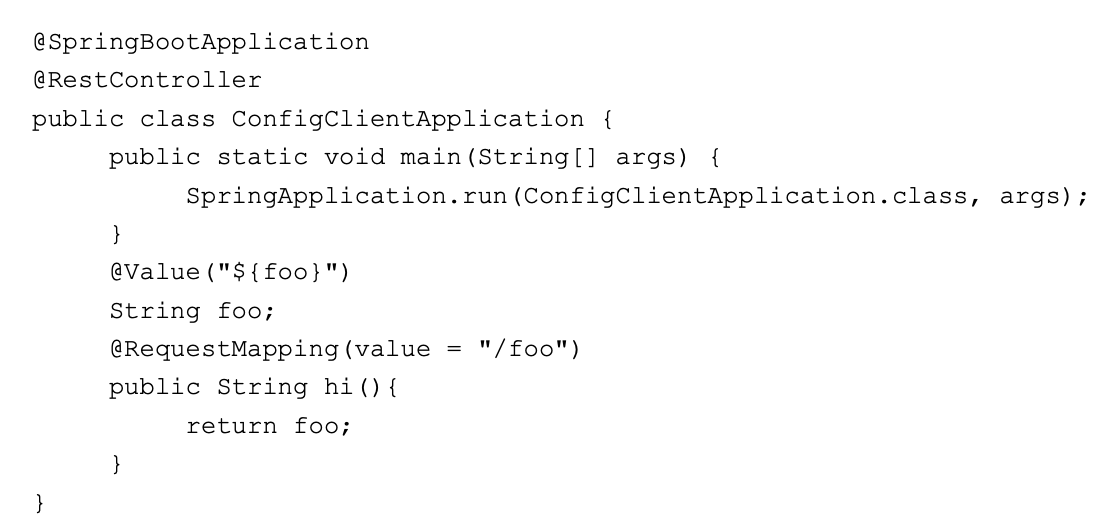 @SpringBootApplication
@RestController
public class ConfigClientApplication {
     public static void main(String[] args) {
          SpringApplication.run(ConfigClientApplication.class, args);
     }
     @Value("${foo}")
     String foo;
     @RequestMapping(value = "/foo")
     public String hi(){
          return foo;
     }
}